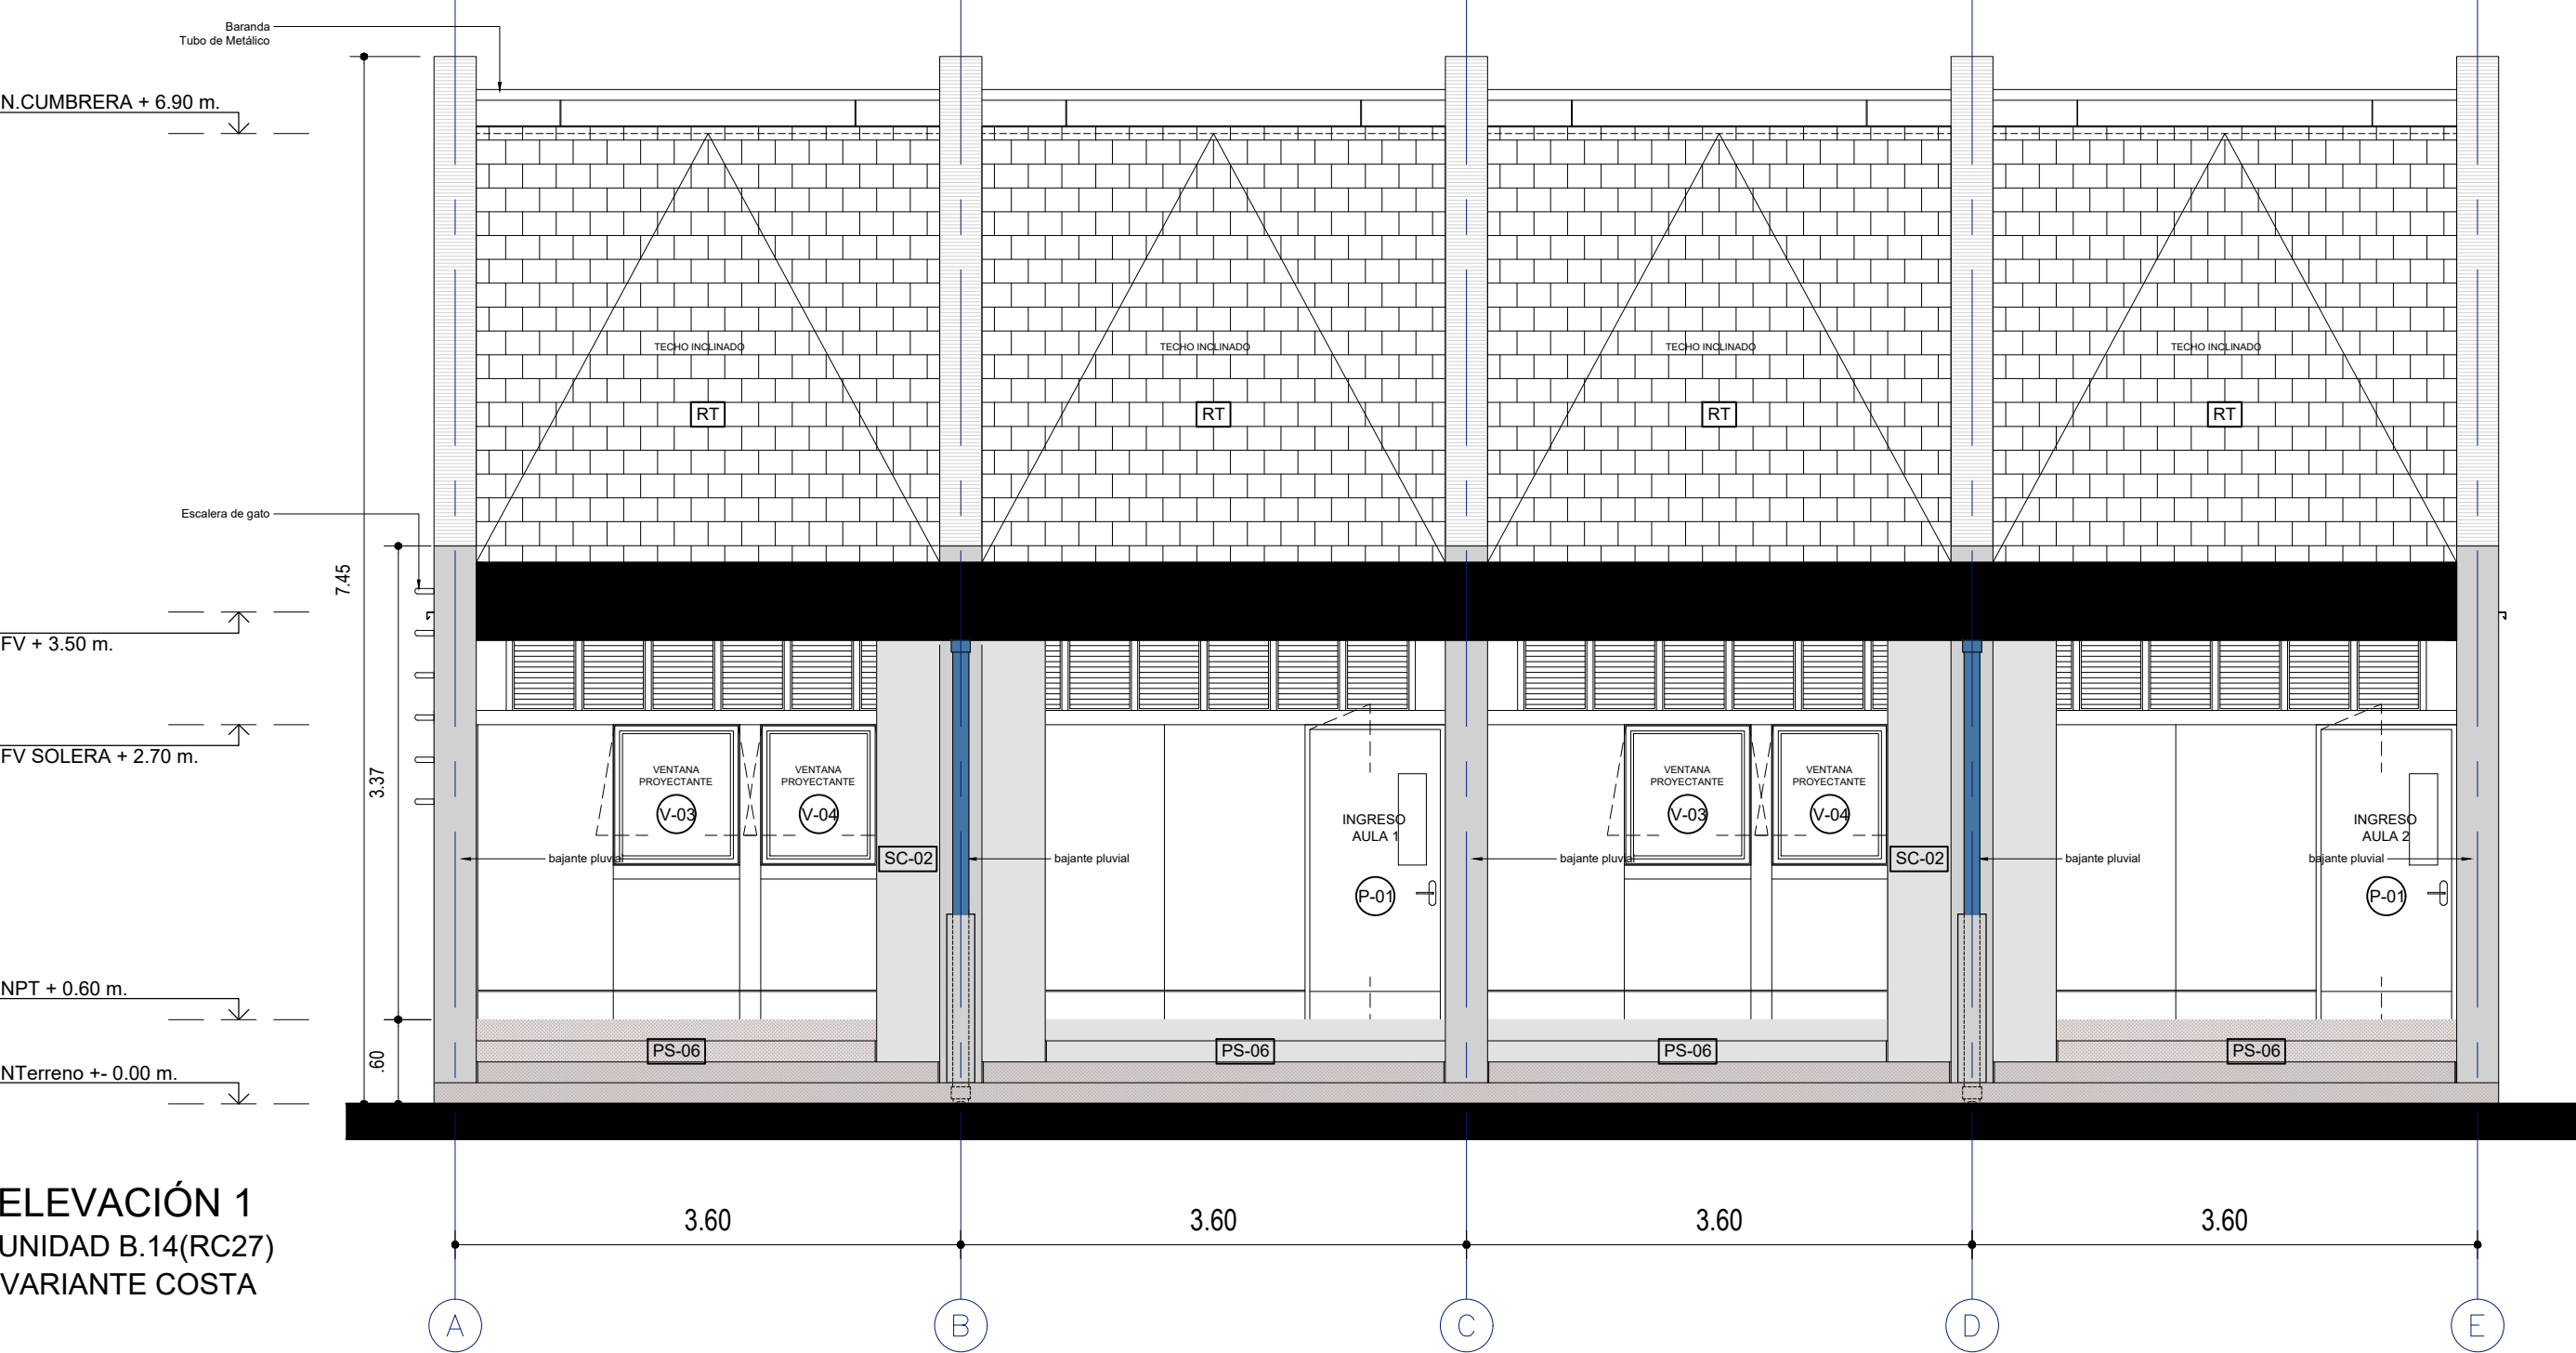 Baranda
Tubo de Metálico
N.CUMBRERA + 6.90 m.
TECHO INCLINADO
TECHO INCLINADO
TECHO INCLINADO
TECHO INCLINADO
RT
RT
RT
RT
Escalera de gato
7.45
FV + 3.50 m.
FV SOLERA + 2.70 m.
3.37
VENTANA
PROYECTANTE
V-03
VENTANA
PROYECTANTE
V-04
INGRESO
AULA 1
VENTANA
PROYECTANTE
V-03
VENTANA
PROYECTANTE
V-04
INGRESO
AULA 2
bajante pluvial
SC-02
bajante pluvial
bajante pluvial
SC-02
bajante pluvial
bajante pluvial
P-01
P-01
NPT + 0.60 m.
.60
PS-06
PS-06
PS-06
PS-06
NTerreno +- 0.00 m.
ELEVACIÓN 1
UNIDAD B.14(RC27)
VARIANTE COSTA
3.60
3.60
3.60
3.60
A
B
C
D
E